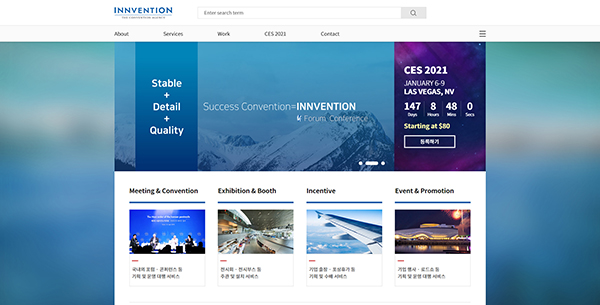 INNVENTION
THE CONVENTION AGENCY
Enter search term
About Services Work CES 2021 Contact
Stable
+
Detail
+
Quality
Success Convention=INNVENTION
Forum Conference
CES 2021
JANUARY 6-9
LAS VEGAS, NV
147 8 48 0
Days Hours Mins Secs
Starting at $80
등록하기
Meeting & Convention Exhibition & Booth Incentive Event & Promotion
국내외 포럼 · 콘퍼런스 등 전시회 · 전시부스 등 기업 출장 · 포상휴가 등 기업 행사 · 로드쇼 등
기획 및 운영 대행 서비스 주관 및 설치 서비스 기획 및 수배 서비스 기획 및 운영 대행 서비스